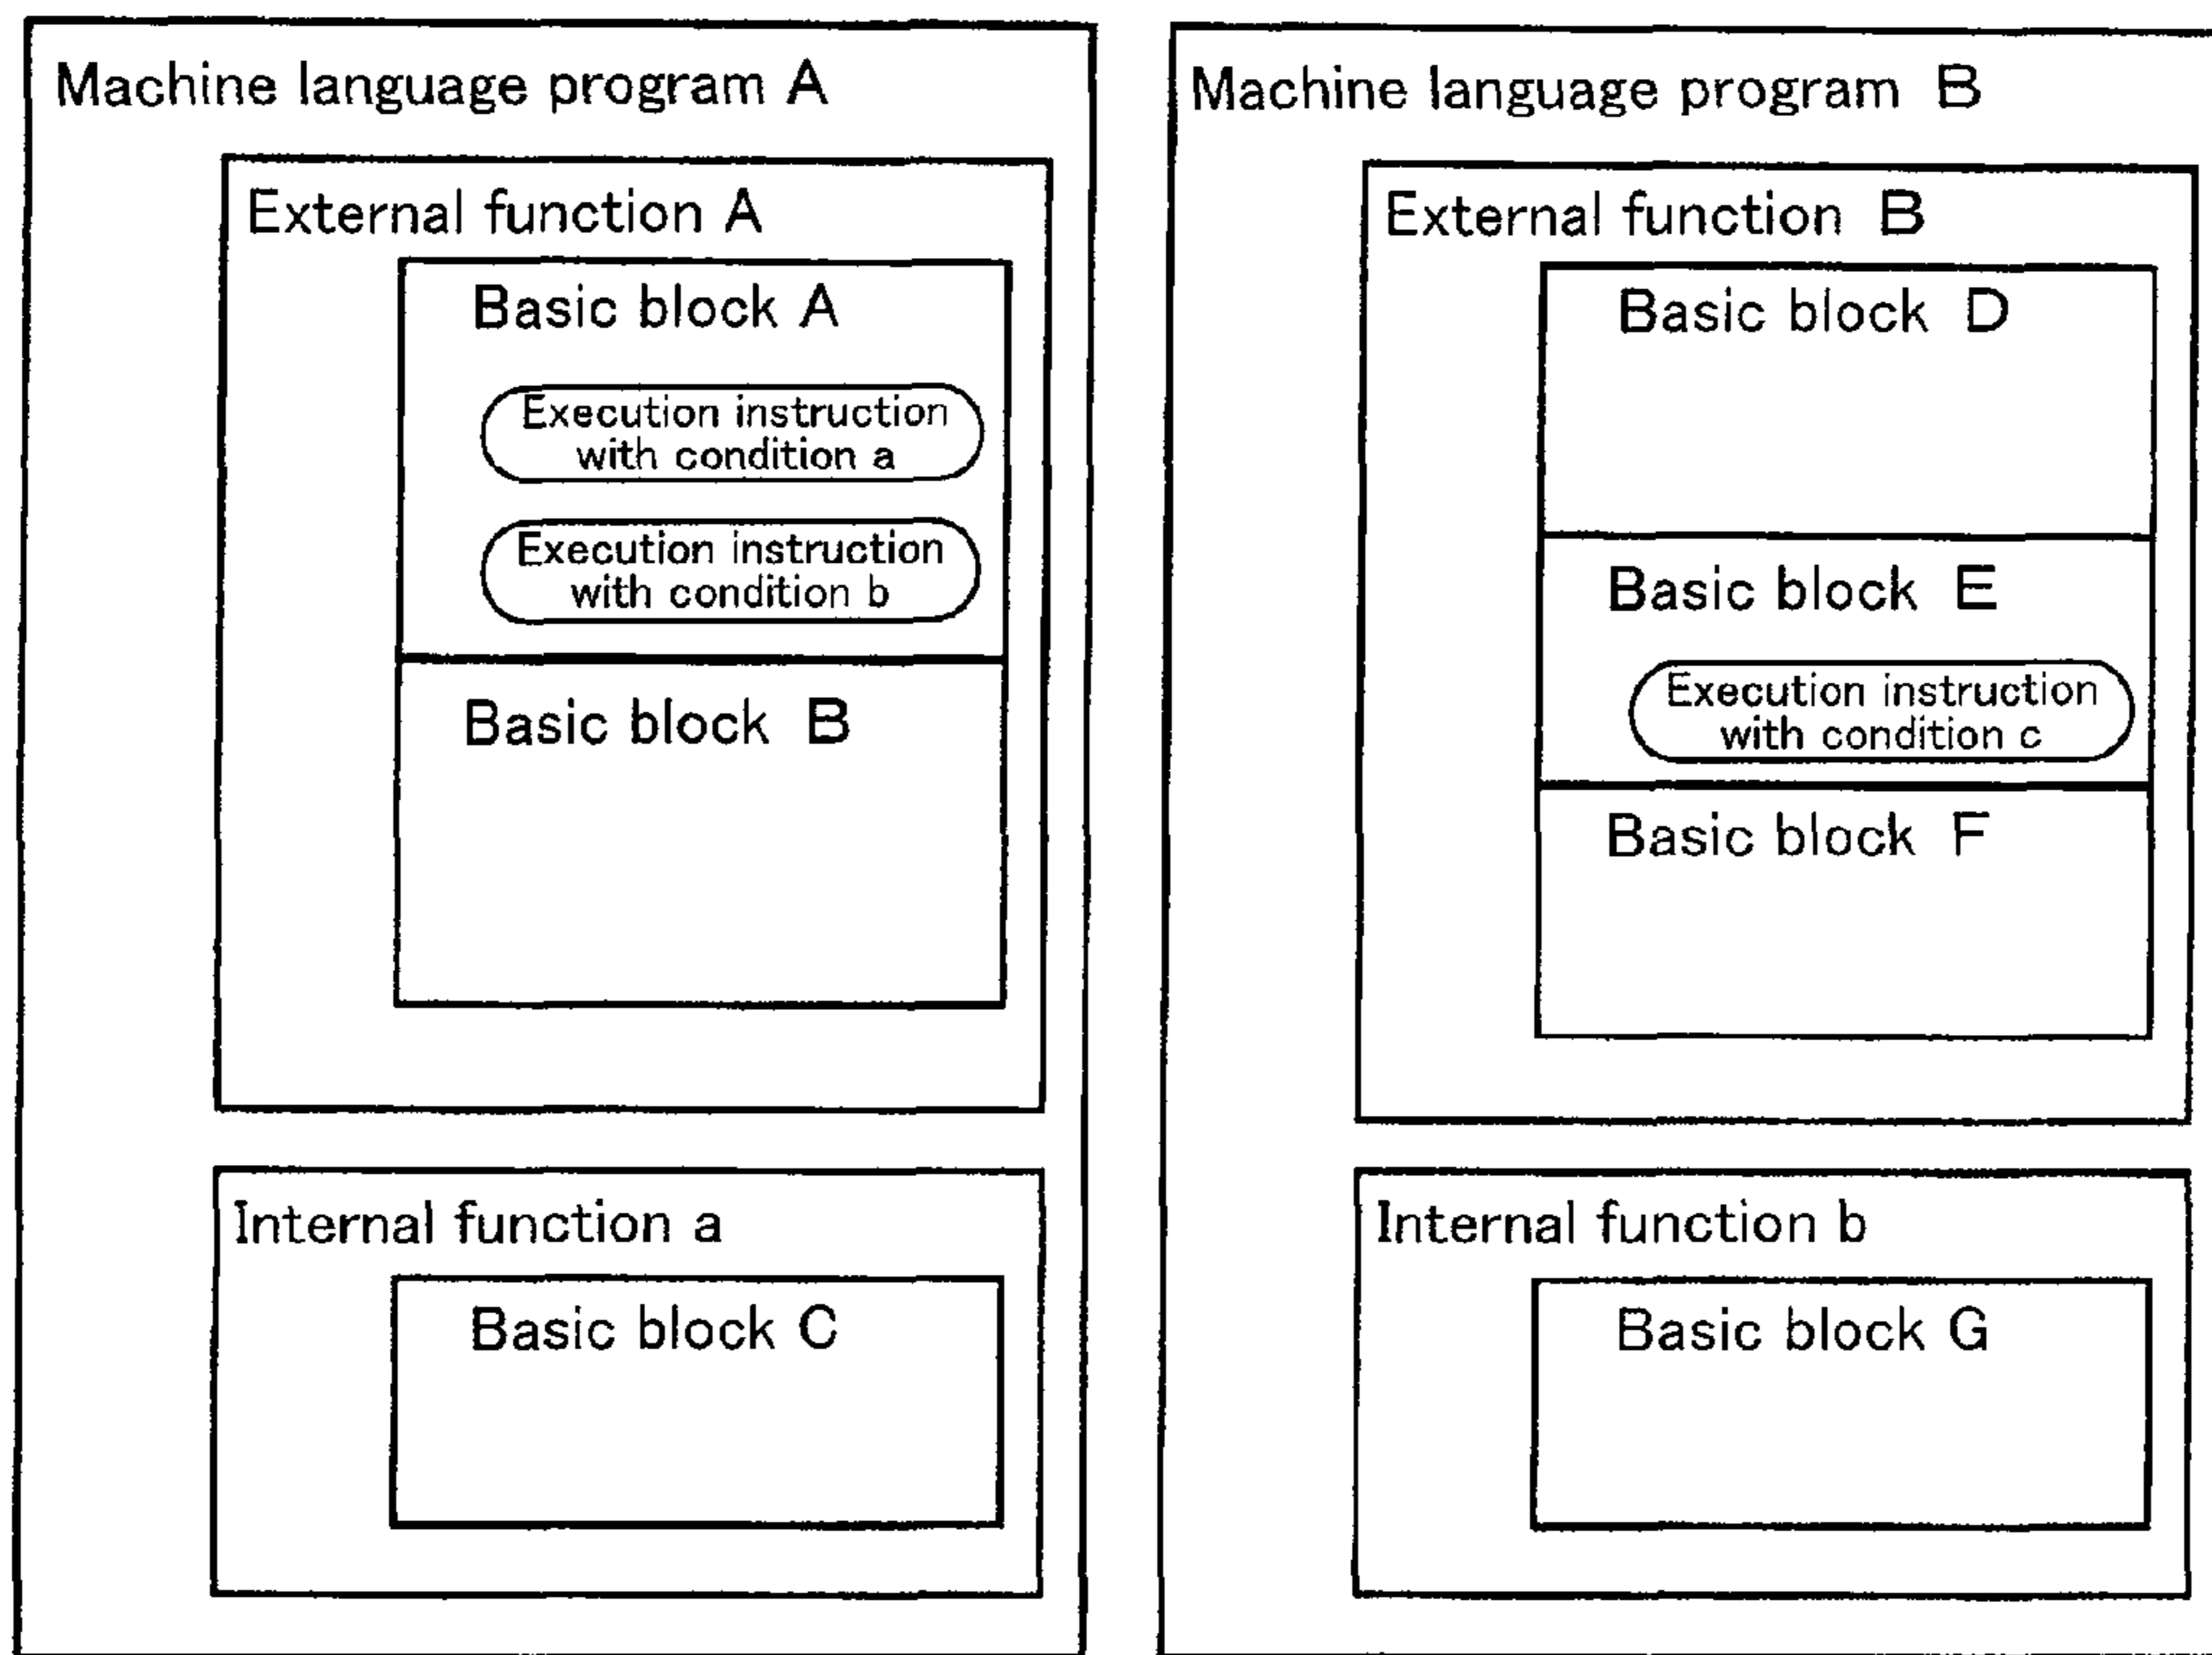 Machine language program A
External function A
Basic block A
Execution instruction
with condition a
Execution instruction
with condition b
Basic block B
Internal function a
Basic block C
Machine language program B
External function B
Basic block D
Basic block E
Execution instruction
with condition c
Basic block F
Internal function b
Basic block G